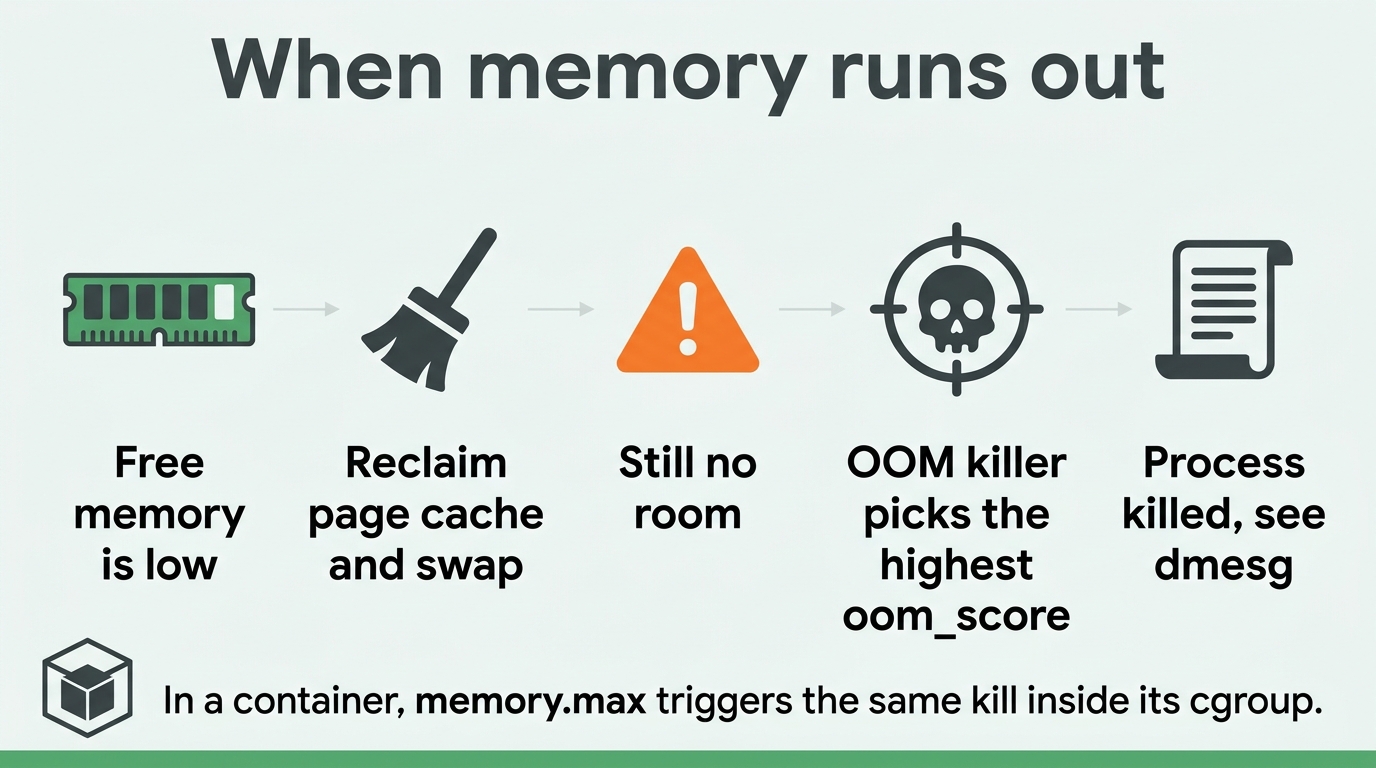 When memory runs out
Free
memory
is low
Reclaim
page cache
and swap
Still no
room
OOM killer
picks the
highest
oom_score
Process
killed, see
dmesg
In a container, memory.max triggers the same kill inside its cgroup.